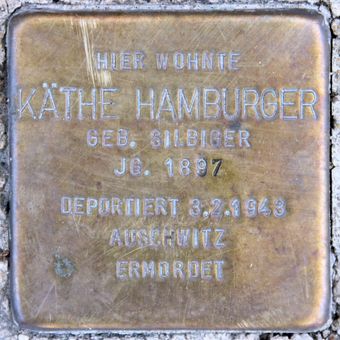 HIER WOHNTE
KÄTHE HAMBURGER
GEB. SILBIGER
JG. 1897
DEPORTIERT 3.2.1943
AUSCHWITZ
ERMORDET